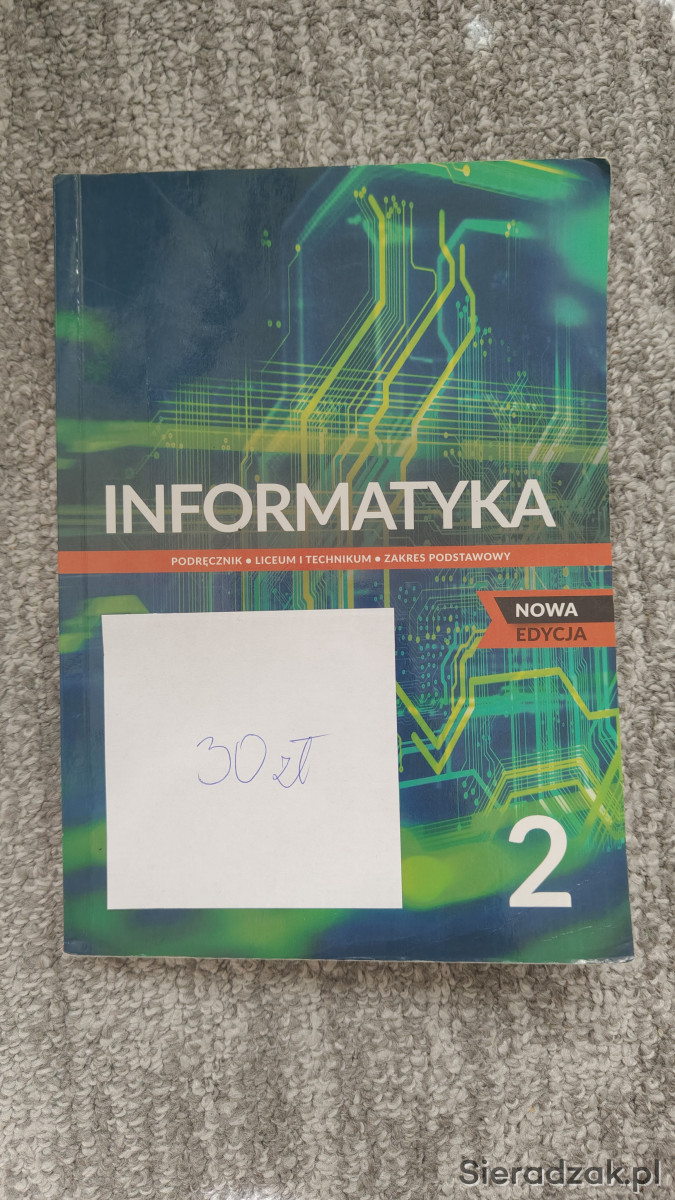 INFORMATYKA
PODRĘCZNIK • LICEUM I TECHNIKUM • ZAKRES PODSTAWOWY
NOWA
EDYCJA
30 zł
2
Sieradzak.pl